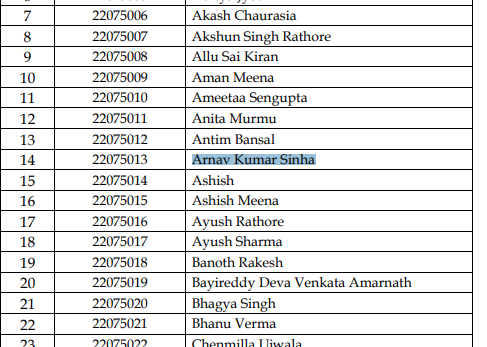 7 22075006 Akash Chaurasia
8 22075007 Akshun Singh Rathore
9 22075008 Allu Sai Kiran
10 22075009 Aman Meena
11 22075010 Ameetaa Sengupta
12 22075011 Anita Murmu
13 22075012 Antim Bansal
14 22075013 Arnav Kumar Sinha
15 22075014 Ashish
16 22075015 Ashish Meena
17 22075016 Ayush Rathore
18 22075017 Ayush Sharma
19 22075018 Banoth Rakesh
20 22075019 Bayireddy Deva Venkata Amarnath
21 22075020 Bhagya Singh
22 22075021 Bhanu Verma
23 22075022 Chenmilla Ujwala